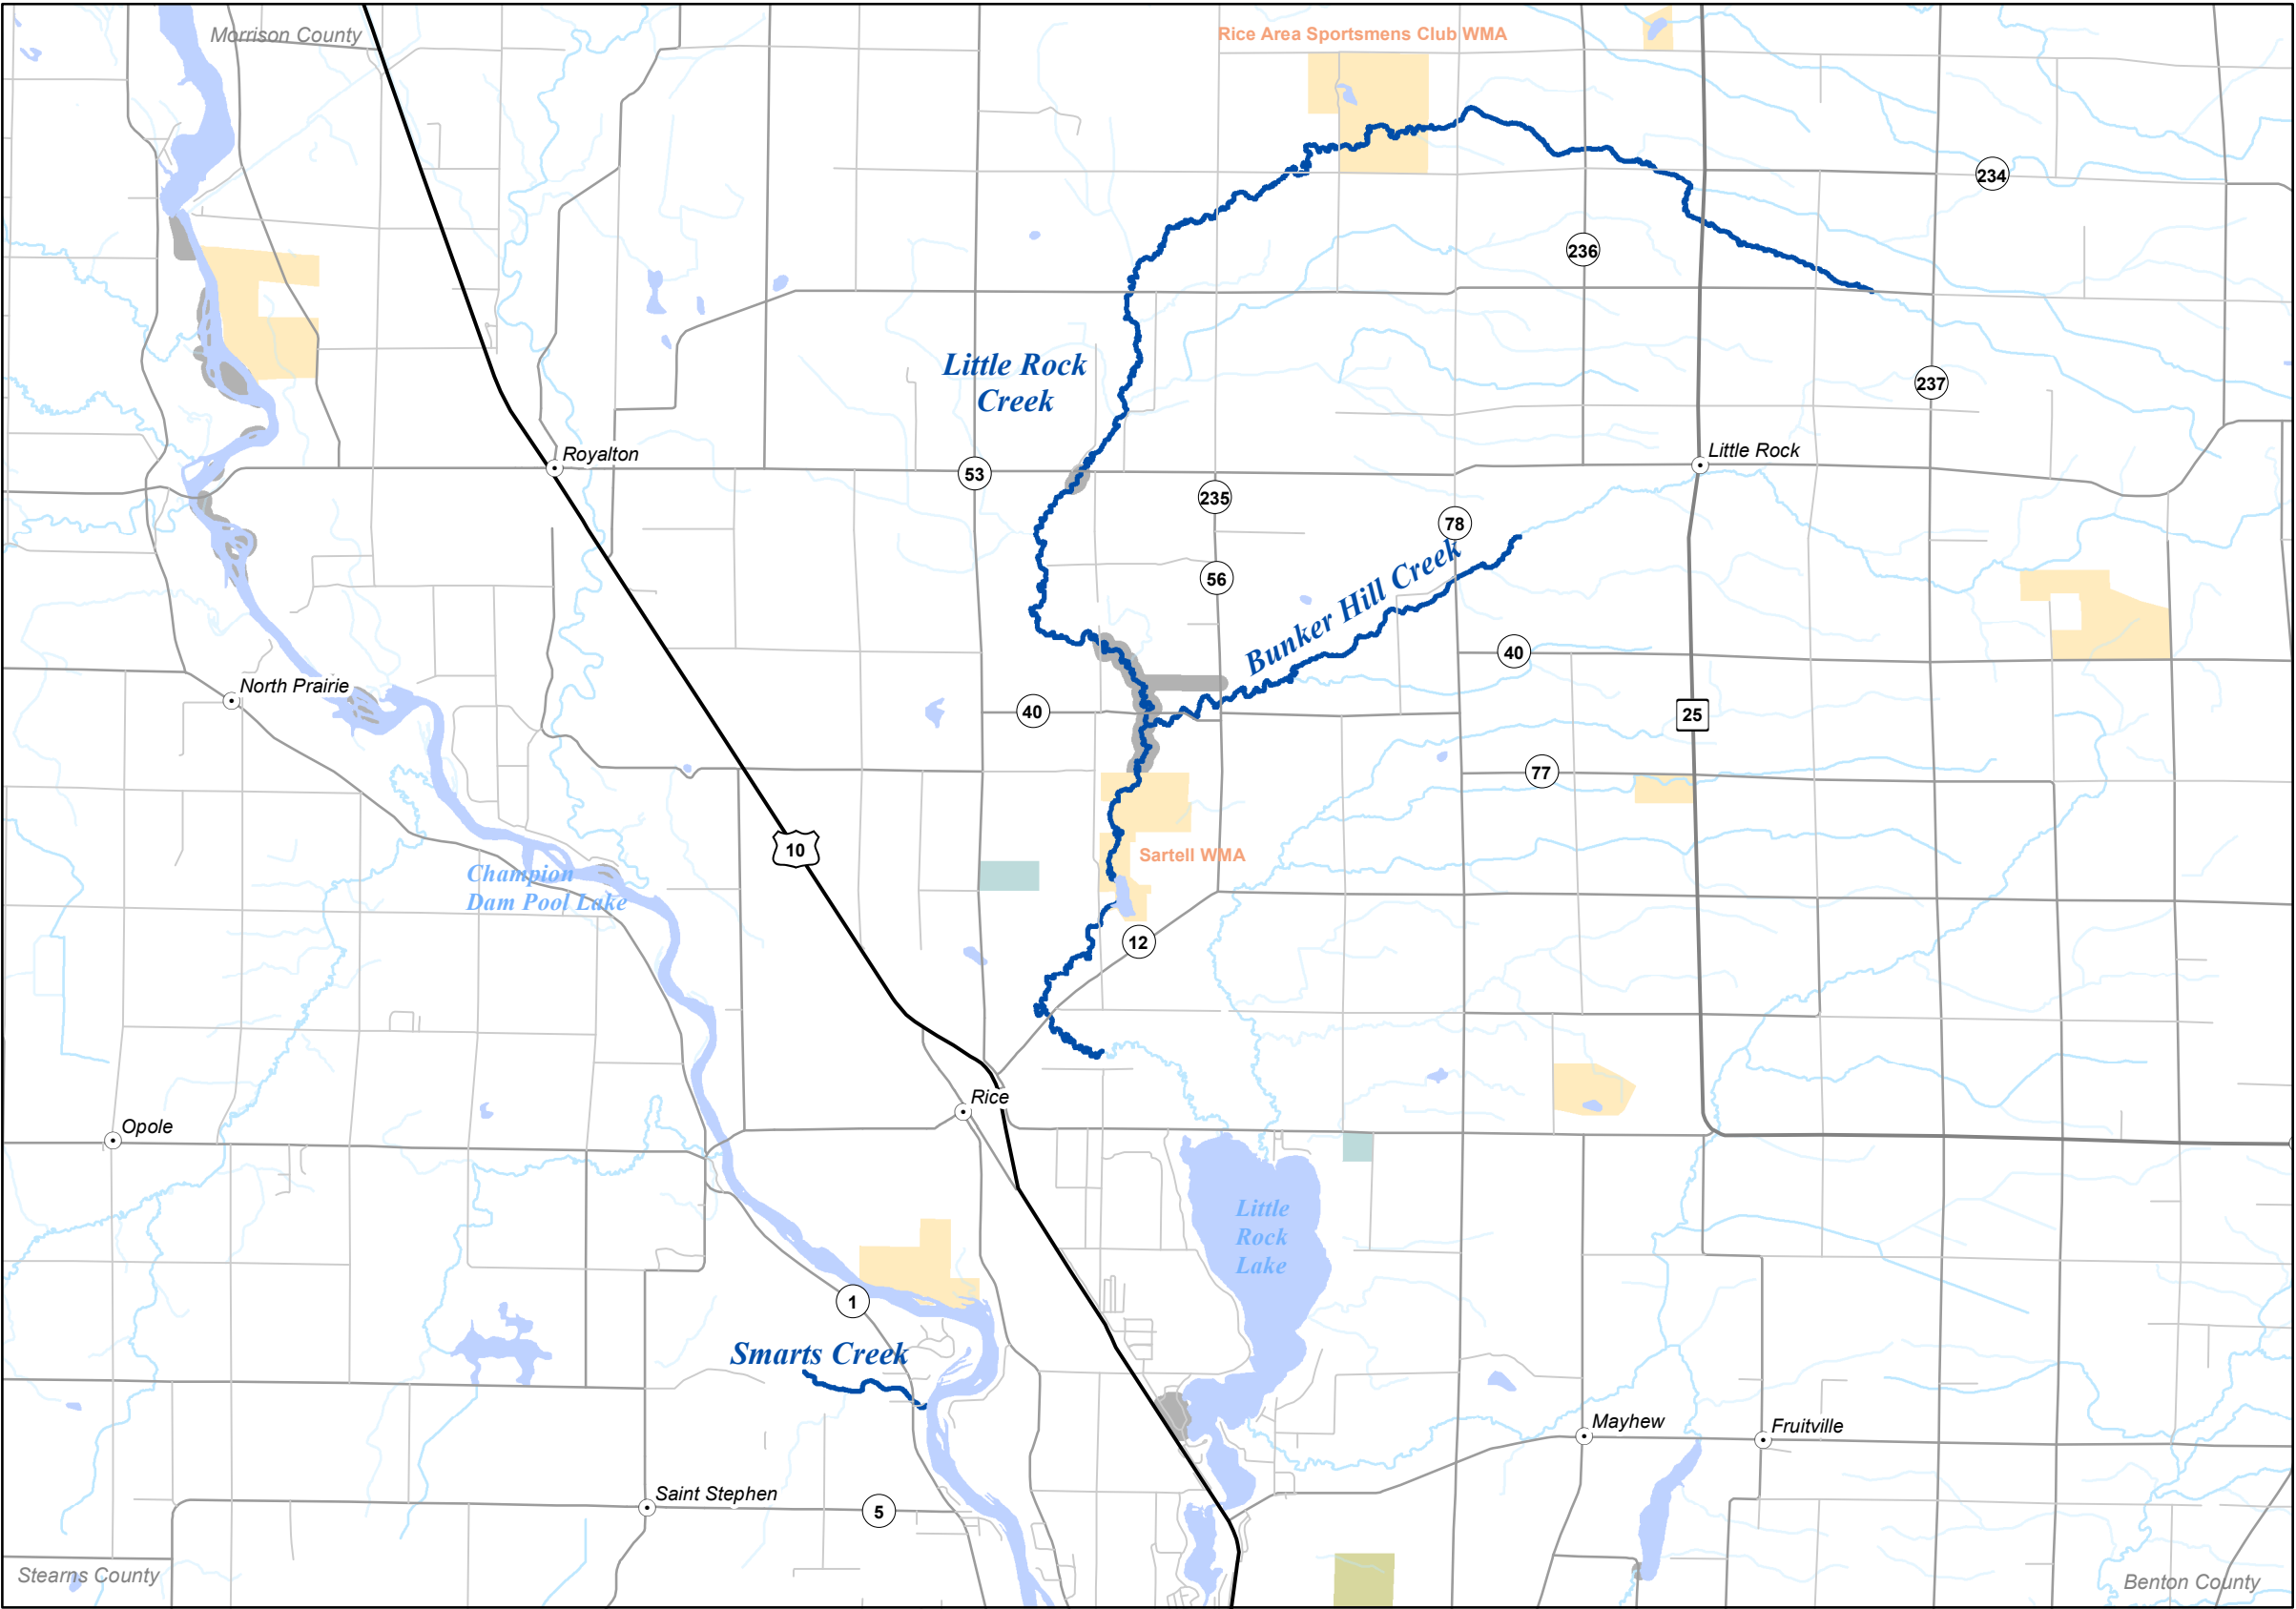 Morrison County
Rice Area Sportsmens Club WMA
234
236
Little Rock
Creek
237
Royalton
Little Rock
53
235
78
56
Bunker Hill Creek
40
North Prairie
40
25
77
10
Sartell WMA
Champion
Dam Pool Lake
12
Rice
Opole
Little
Rock
Lake
1
Smarts Creek
Mayhew
Fruitville
Saint Stephen
5
Stearns County
Benton County